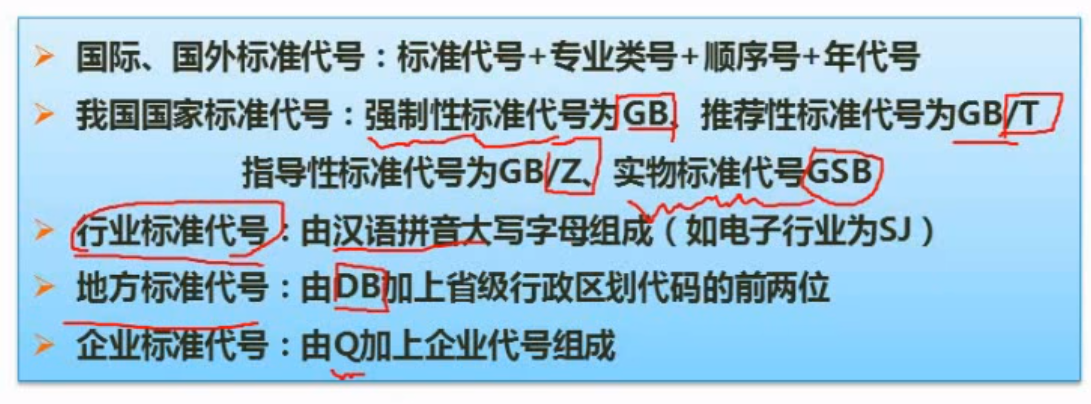 国际、国外标准代号：标准代号+专业类号+顺序号+年代号
我国国家标准代号：强制性标准代号为GB、推荐性标准代号为GB/T
指导性标准代号为GB/Z、实物标准代号GSB
行业标准代号：由汉语拼音大写字母组成（如电子行业为SJ）
地方标准代号：由DB加上省级行政区划代码的前两位
企业标准代号：由Q加上企业代号组成